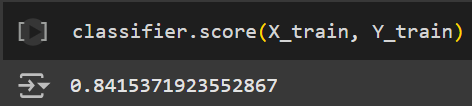 [ ] classifier.score(X_train, Y_train)
0.8415371923552867